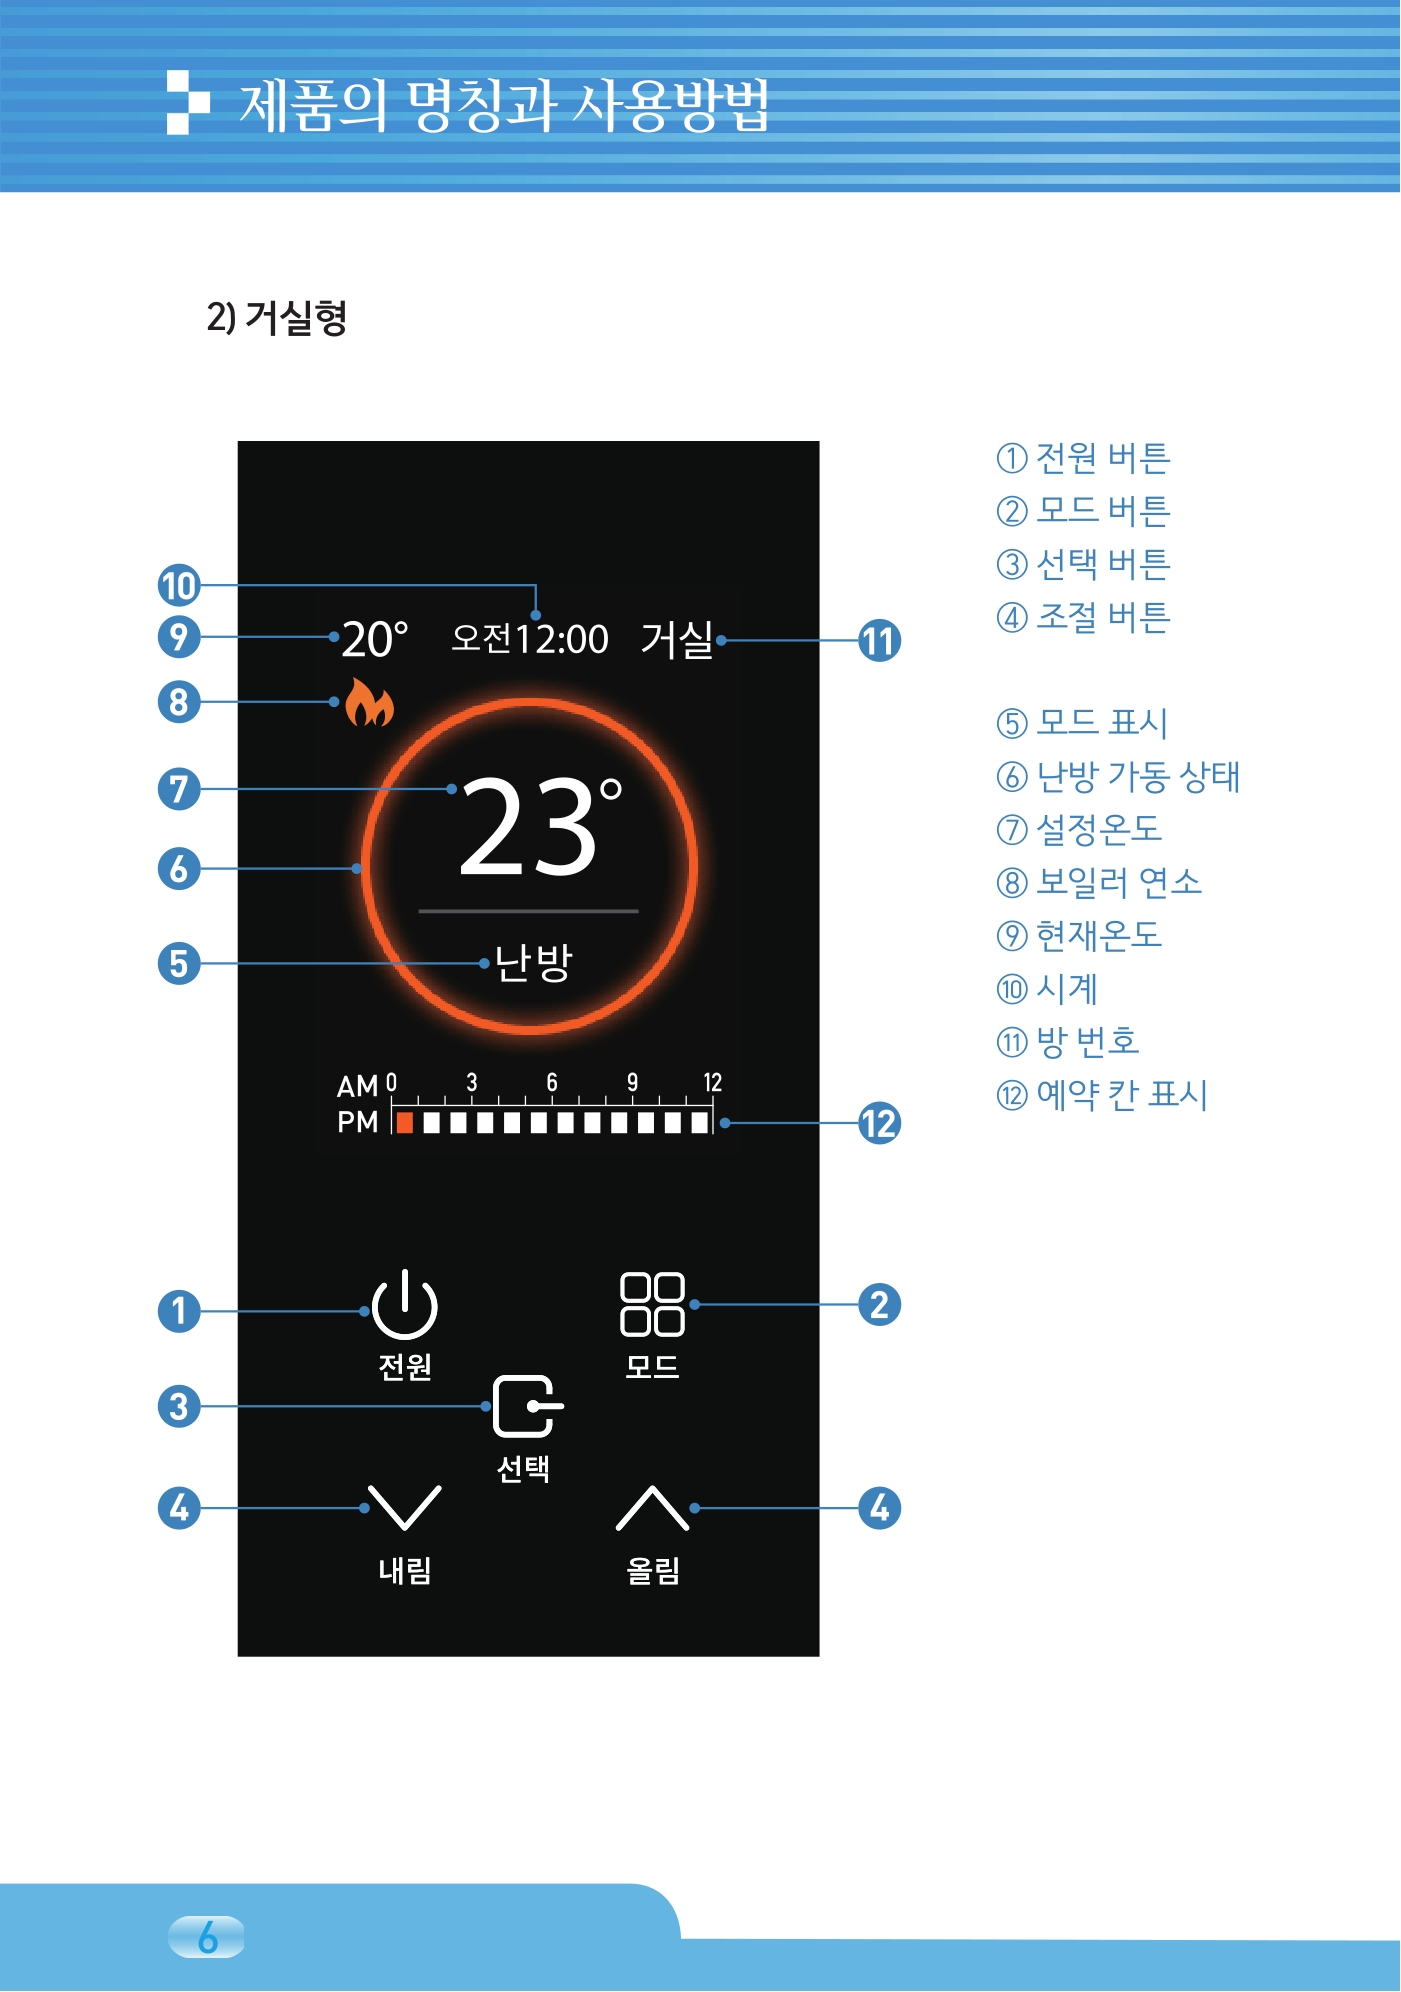 제품의 명칭과 사용방법
2) 거실형
① 전원 버튼
② 모드 버튼
③ 선택 버튼
④ 조절 버튼
⑤ 모드 표시
⑥ 난방 가동 상태
⑦ 설정온도
⑧ 보일러 연소
⑨ 현재온도
⑩ 시계
⑪ 방 번호
⑫ 예약 칸 표시
10
9 20° 오전12:00 거실 11
8
7 23°
6
5 난방
AM 0 3 6 9 12
PM 12
1 2
전원 모드
3
선택
4 4
내림 올림
6